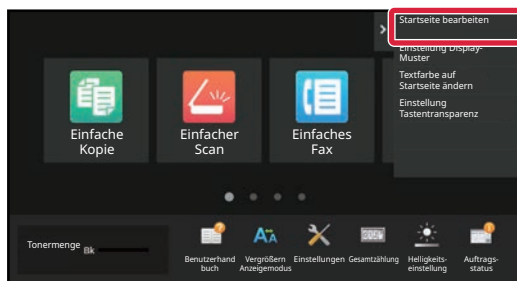 Startseite bearbeiten
Einstellung Display-
Muster
Textfarbe auf
Startseite ändern
Einstellung
Tastentransparenz
Einfache
Kopie
Einfacher
Scan
Einfaches
Fax
Tonermenge
Bk
Benutzerhand
buch
Vergrößern
Anzeigemodus
Einstellungen
Gesamtzählung
Helligkeits-
einstellung
Auftrags-
status